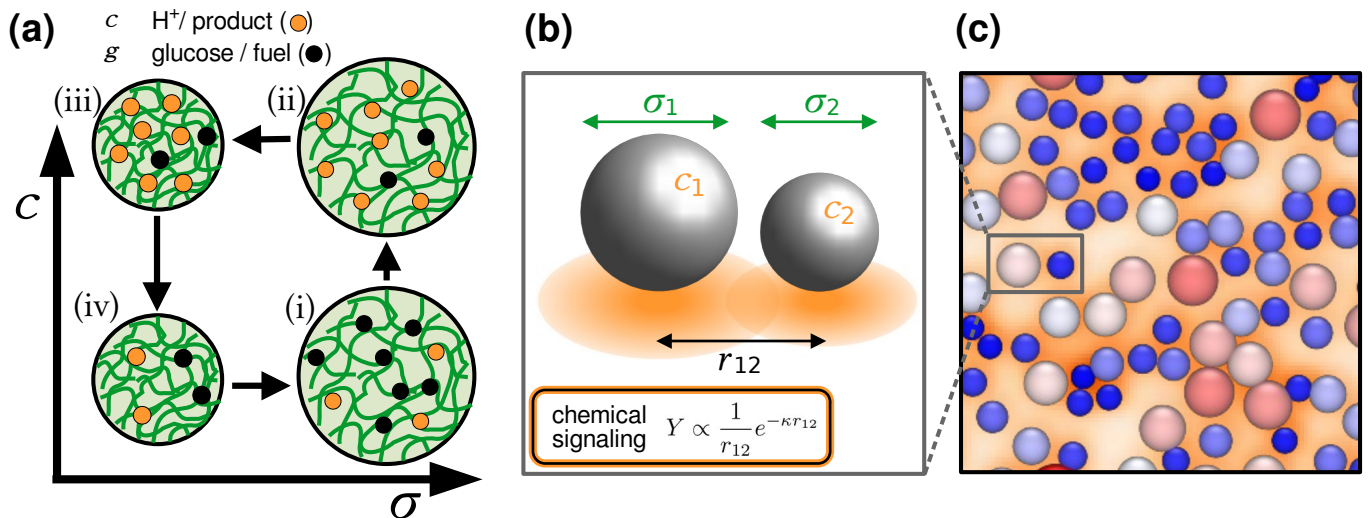 (a)
c H⁺/ product ( )
g glucose / fuel ( )
(iii)
(ii)
(iv)
(i)
c
σ
(b)
σ₁
σ₂
c₁
c₂
r₁₂
chemical
signaling
Y ∝ 1/r₁₂ e^{-κr₁₂}
(c)